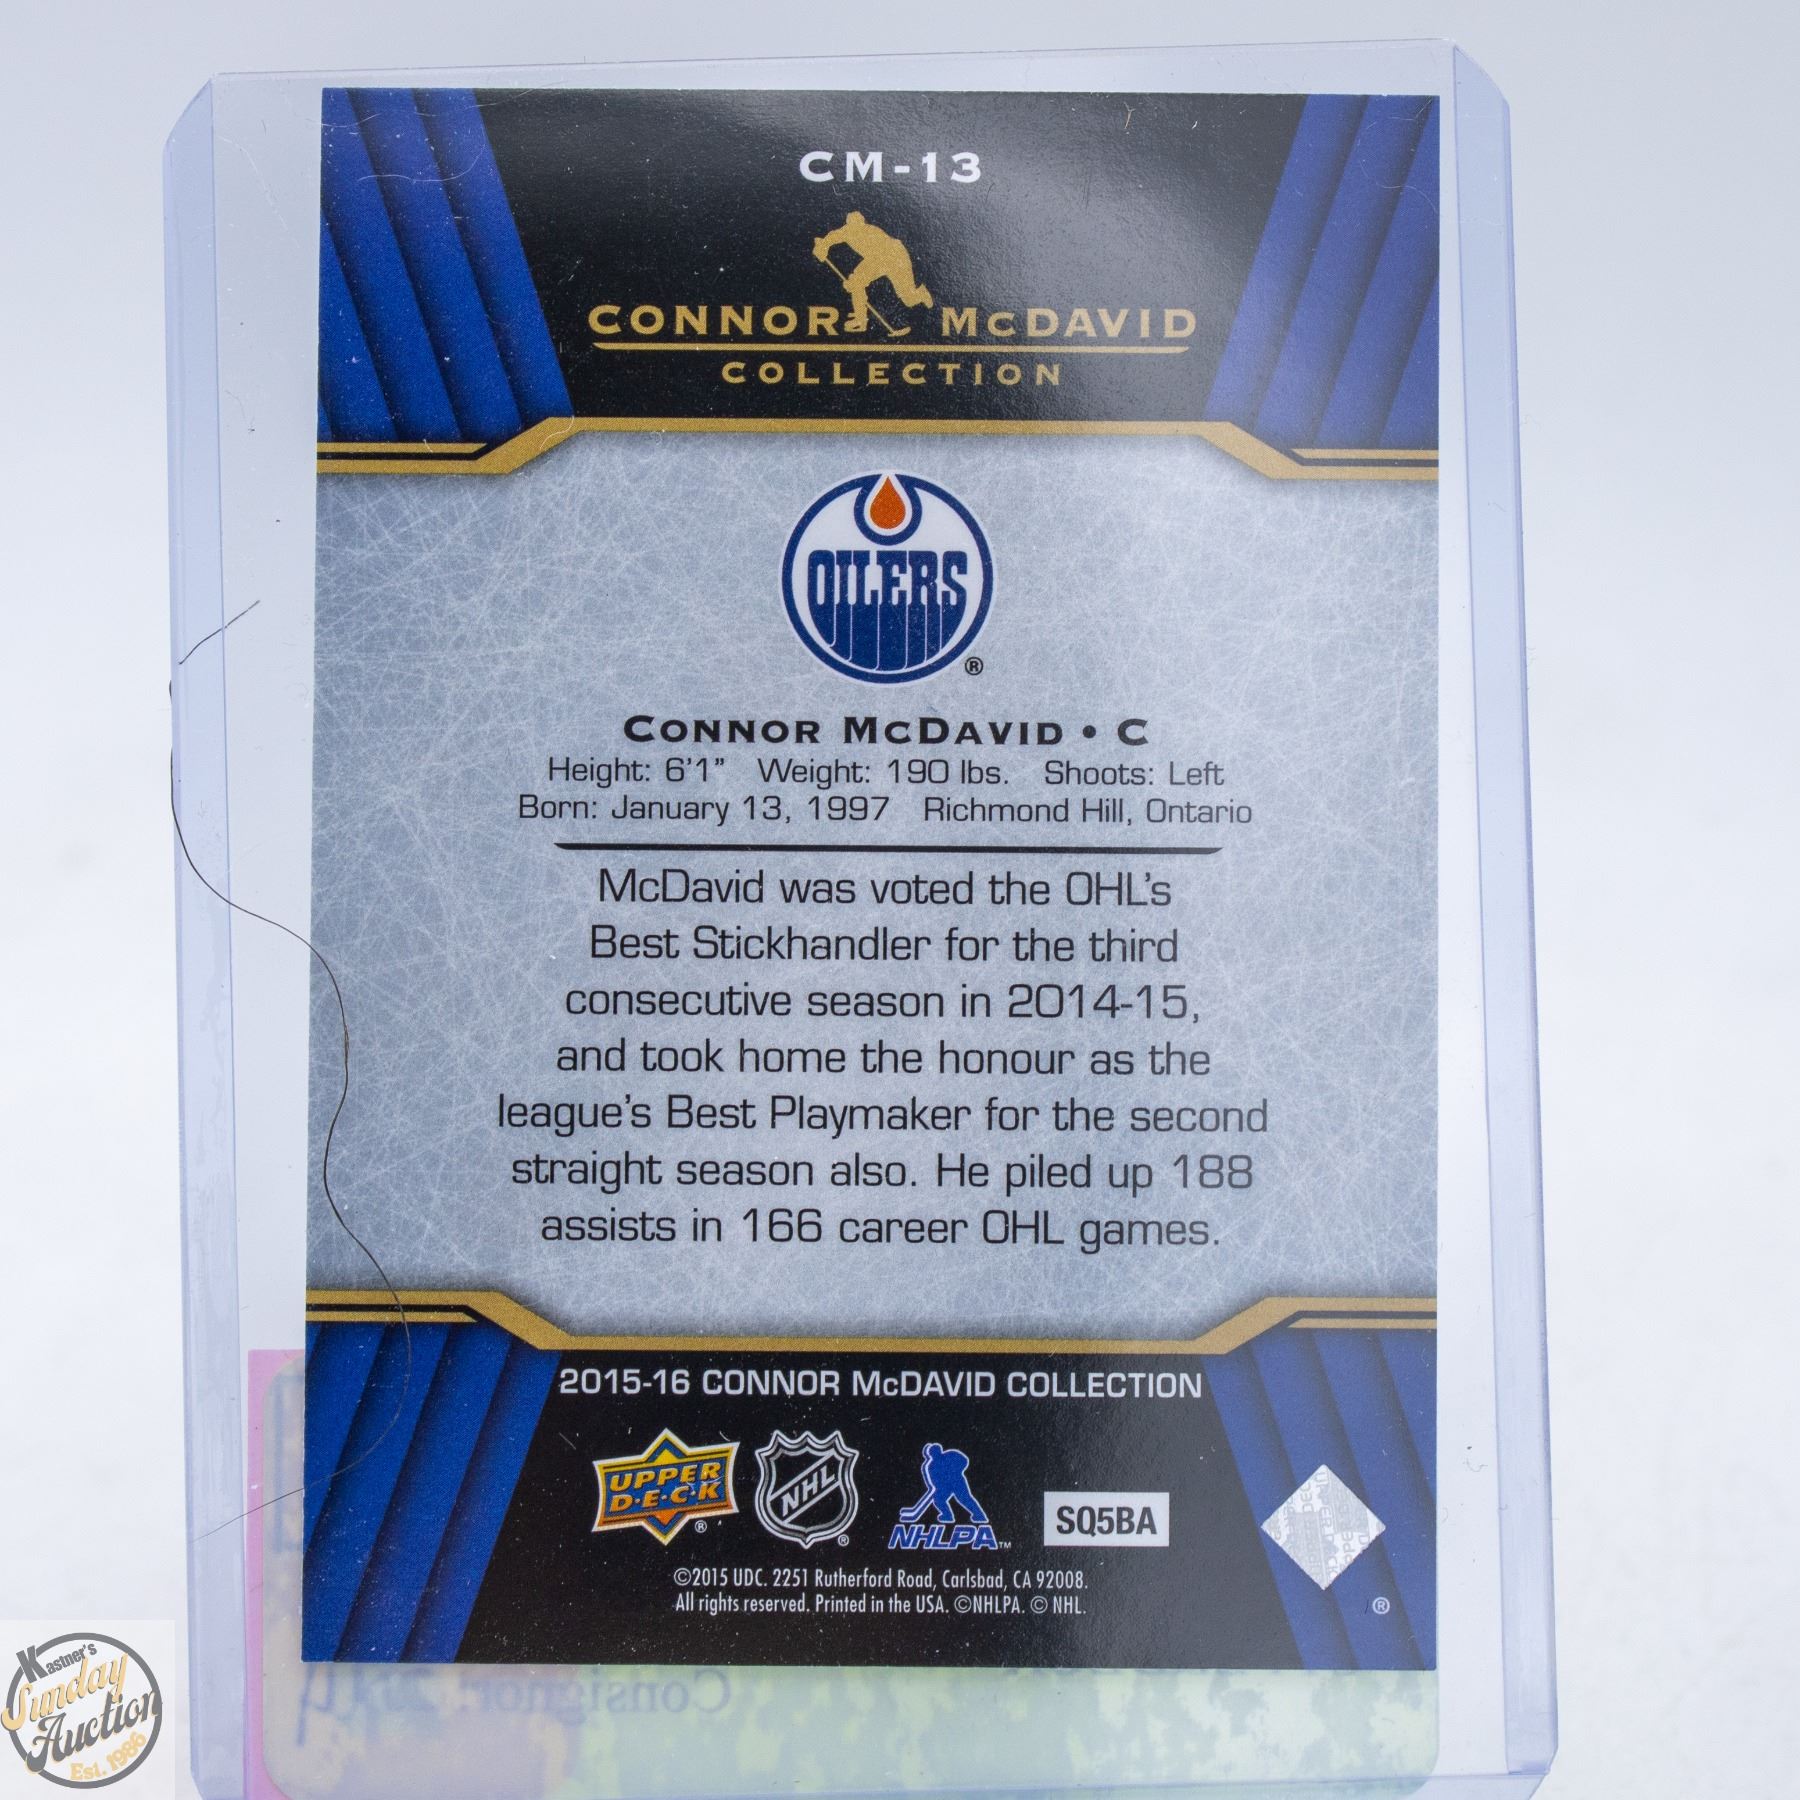 CM-13
CONNOR McDAVID
COLLECTION
OILERS
®
CONNOR McDAVID • C
Height: 6'1" Weight: 190 lbs. Shoots: Left
Born: January 13, 1997 Richmond Hill, Ontario
McDavid was voted the OHL's
Best Stickhandler for the third
consecutive season in 2014-15,
and took home the honour as the
league's Best Playmaker for the second
straight season also. He piled up 188
assists in 166 career OHL games.
2015-16 CONNOR McDAVID COLLECTION
UPPER D·E·C·K ® NHL ® NHLPA™ SQ5BA
©2015 UDC. 2251 Rutherford Road, Carlsbad, CA 92008.
All rights reserved. Printed in the USA. ©NHLPA. © NHL.
®
Consignor:
Kastner's
Sunday
Auction
Est. 1986